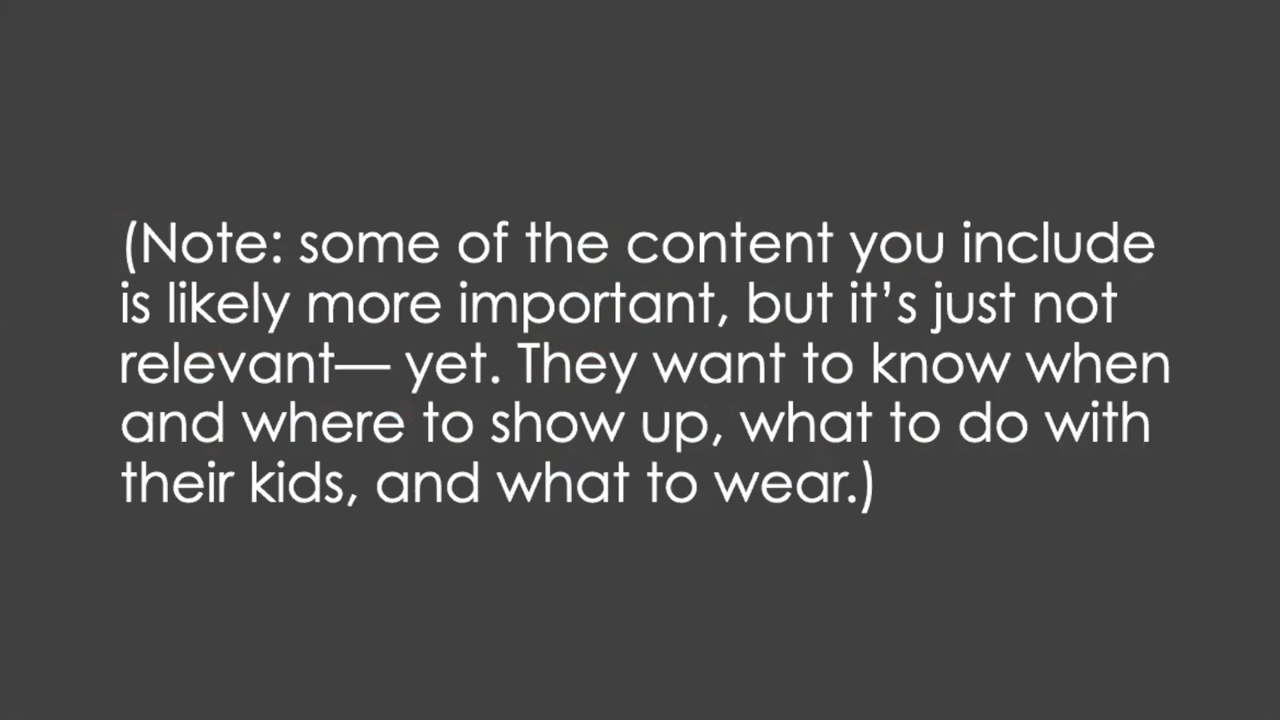 (Note: some of the content you include
is likely more important, but it’s just not
relevant— yet. They want to know when
and where to show up, what to do with
their kids, and what to wear.)